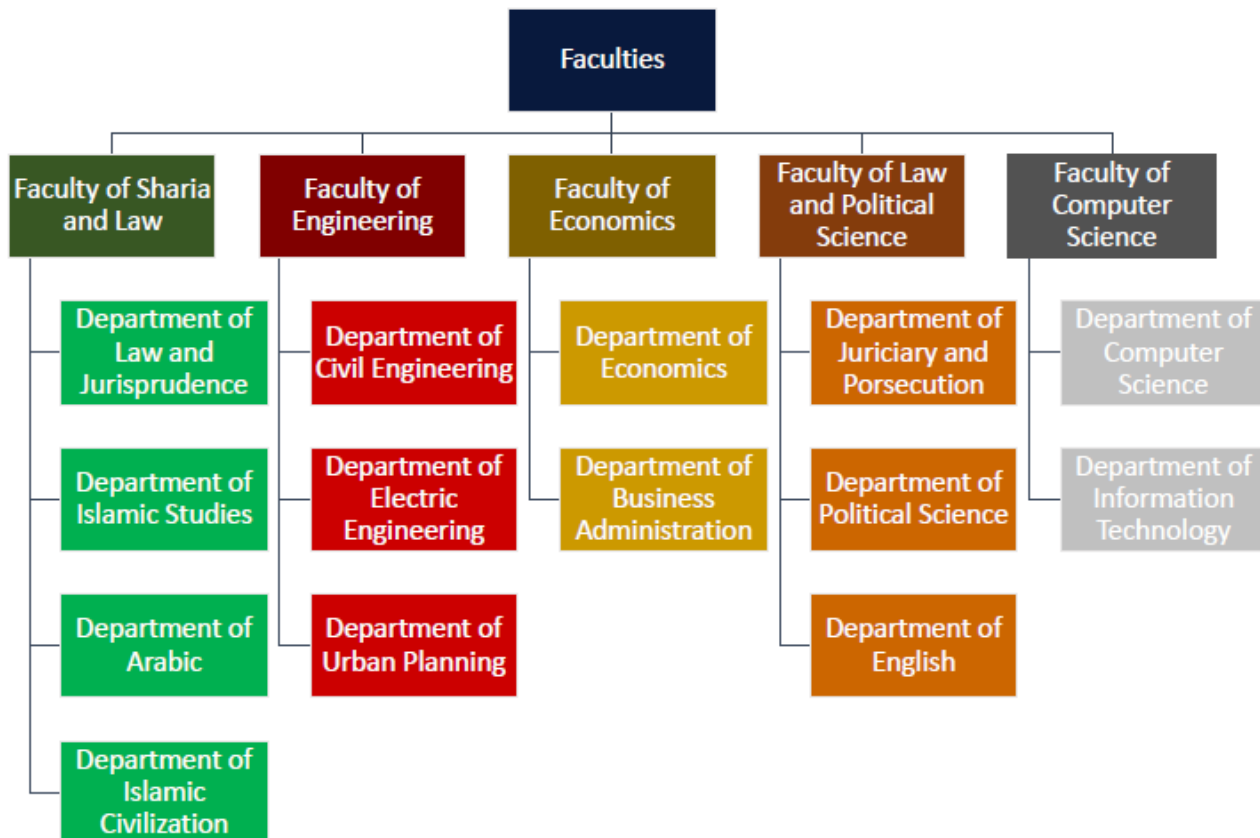 Faculties
Faculty of Sharia
and Law
Faculty of
Engineering
Faculty of
Economics
Faculty of Law
and Political
Science
Faculty of
Computer
Science
Department of
Law and
Jurisprudence
Department of
Islamic Studies
Department of
Arabic
Department of
Islamic
Civilization
Department of
Civil Engineering
Department of
Electric
Engineering
Department of
Urban Planning
Department of
Economics
Department of
Business
Administration
Department of
Juriciary and
Porsecution
Department of
Political Science
Department of
English
Department of
Computer
Science
Department of
Information
Technology